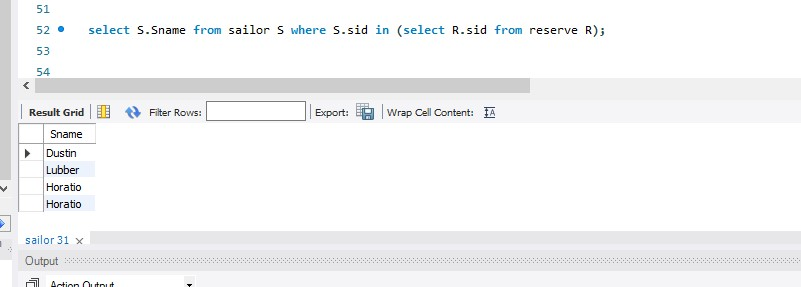 51
52 select S.Sname from sailor S where S.sid in (select R.sid from reserve R);
53
54
Result Grid Filter Rows: Export: Wrap Cell Content:
Sname
Dustin
Lubber
Horatio
Horatio
sailor 31
Output
Action Output